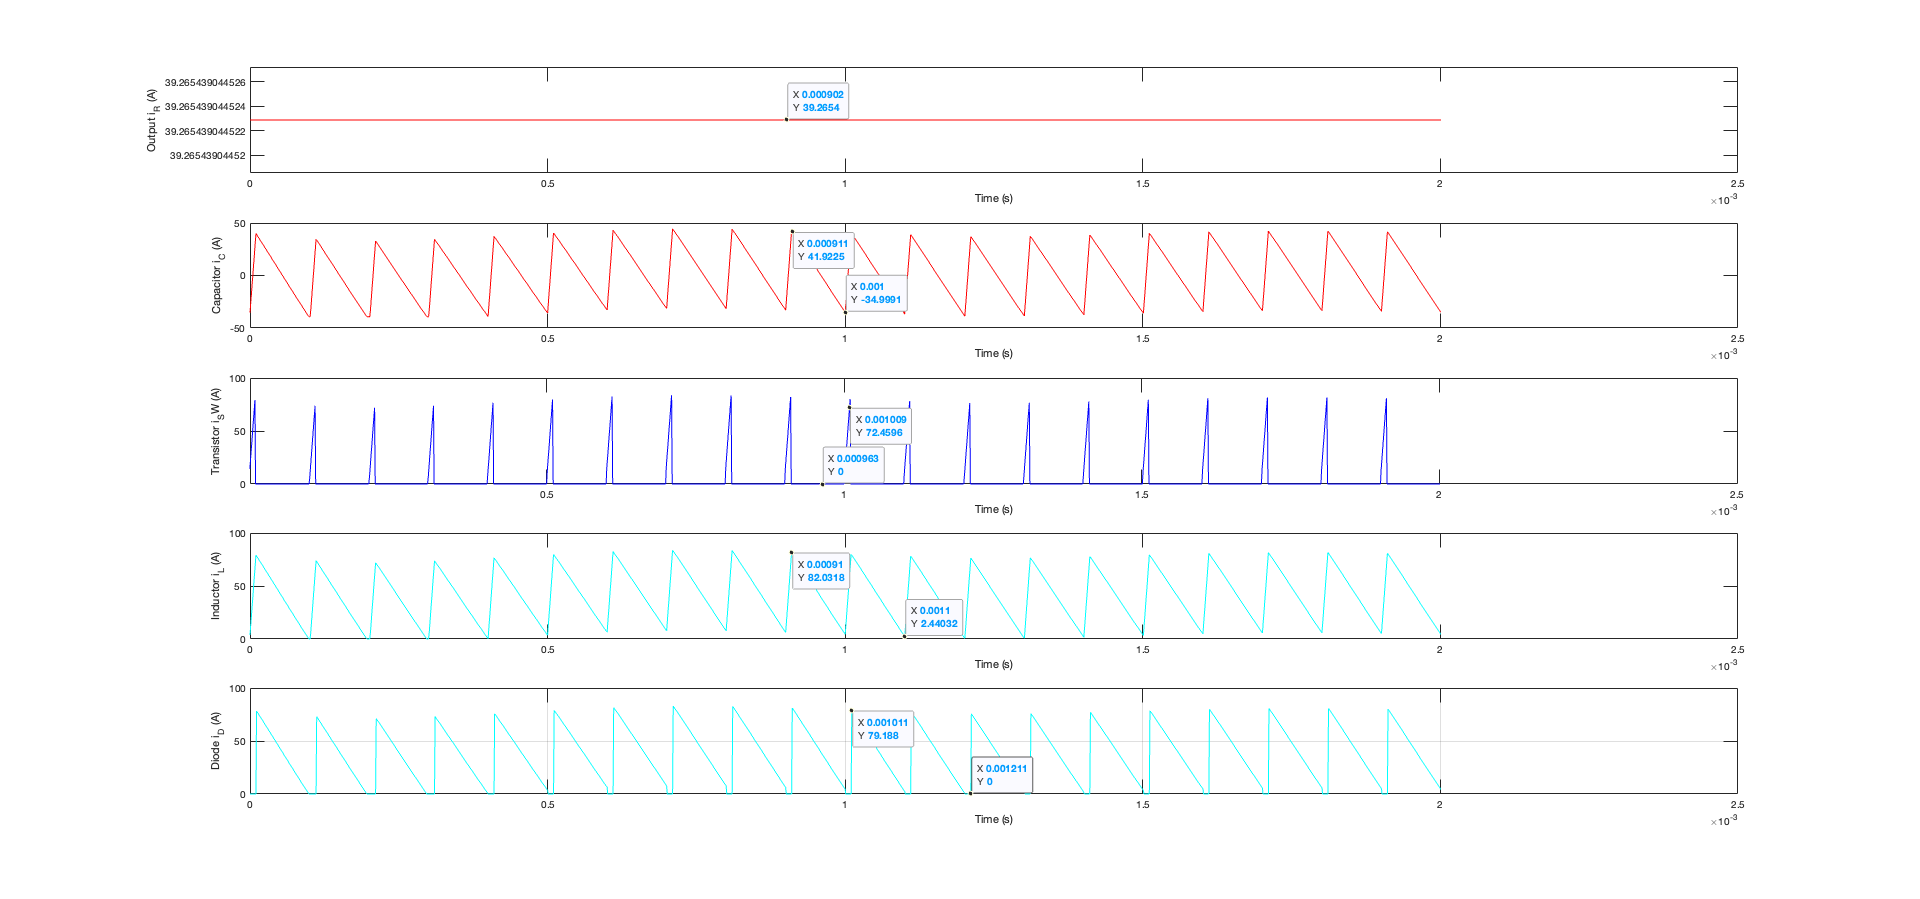 39.265439044526
39.265439044524
39.265439044522
39.26543904452
Output i_R (A)
X 0.000902
Y 39.2654
0 0.5 1 1.5 2 2.5
Time (s)
×10^-3
50
0
-50
Capacitor i_C (A)
X 0.000911
Y 41.9225
X 0.001
Y -34.9991
0 0.5 1 1.5 2 2.5
Time (s)
×10^-3
100
50
0
Transistor i_SW (A)
X 0.001009
Y 72.4596
X 0.000963
Y 0
0.5 1 1.5 2 2.5
Time (s)
×10^-3
100
50
0
Inductor i_L (A)
X 0.00091
Y 82.0318
X 0.0011
Y 2.44032
0 0.5 1 1.5 2 2.5
Time (s)
×10^-3
100
50
0
Diode i_D (A)
X 0.001011
Y 79.188
X 0.001211
Y 0
0 0.5 1 1.5 2 2.5
Time (s)
×10^-3